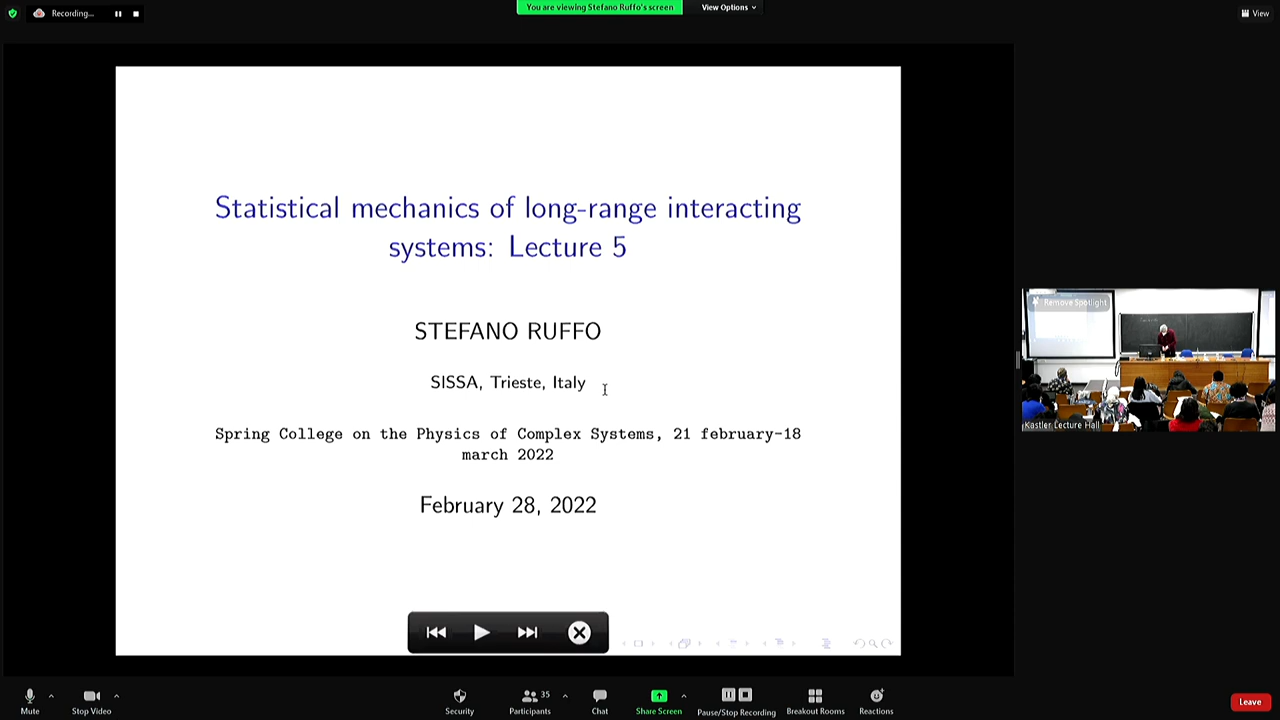 Recording...
You are viewing Stefano Ruffo's screen
View Options
View
Statistical mechanics of long-range interacting
systems: Lecture 5
STEFANO RUFFO
SISSA, Trieste, Italy
Spring College on the Physics of Complex Systems, 21 february-18
march 2022
February 28, 2022
Remove Spotlight
Kastler Lecture Hall
Mute
Stop Video
Security
Participants
35
Chat
Share Screen
Pause/Stop Recording
Breakout Rooms
Reactions
Leave